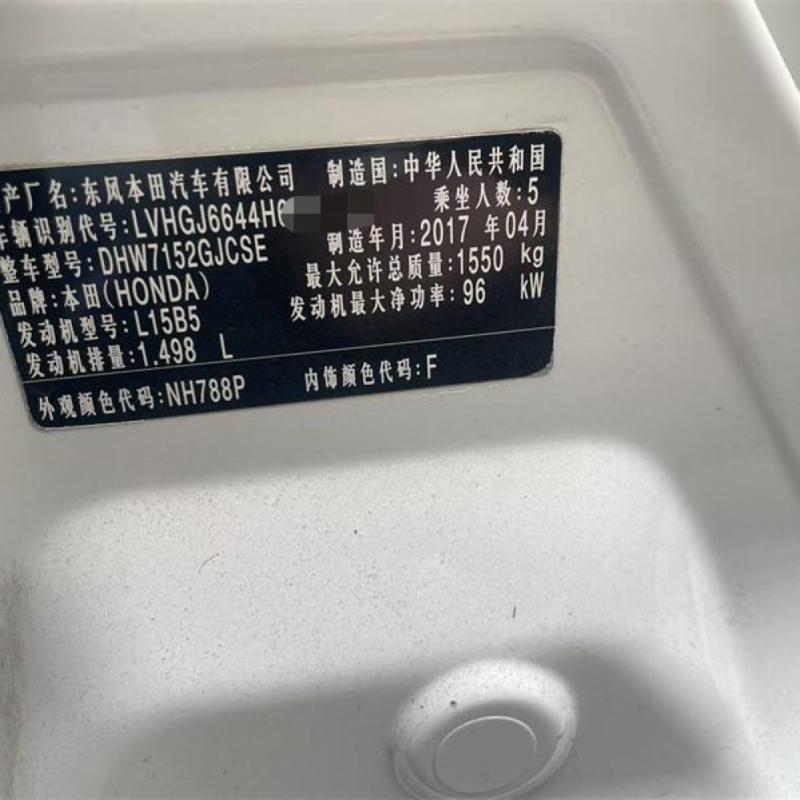 产厂名:东风本田汽车有限公司 制造国:中华人民共和国
车辆识别代号:LVHGJ6644H 乘坐人数:5
整车型号:DHW7152GJCSE 制造年月:2017 年 04月
品牌:本田(HONDA) 最大允许总质量:1550 kg
发动机型号:L15B5 发动机最大净功率:96 kW
发动机排量:1.498 L
外观颜色代码:NH788P 内饰颜色代码:F